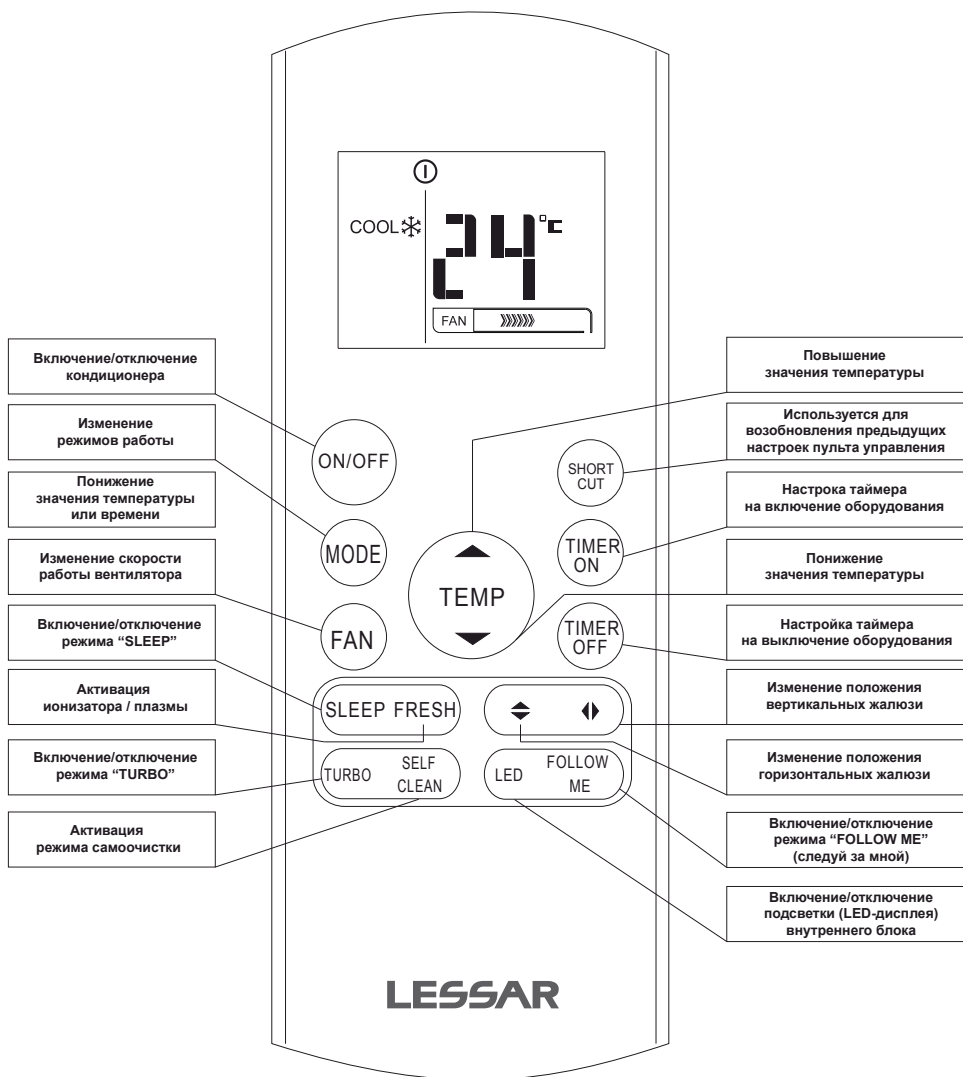 COOL
24°C
FAN
Включение/отключение
кондиционера
Изменение
режимов работы
Понижение
значения температуры
или времени
Изменение скорости
работы вентилятора
Включение/отключение
режима “SLEEP”
Активация
ионизатора / плазмы
Включение/отключение
режима “TURBO”
Активация
режима самоочистки
ON/OFF
MODE
FAN
TEMP
SHORT
CUT
TIMER
ON
TIMER
OFF
SLEEP FRESH
TURBO
SELF
CLEAN
LED
FOLLOW
ME
Повышение
значения температуры
Используется для
возобновления предыдущих
настроек пульта управления
Настрока таймера
на включение оборудования
Понижение
значения температуры
Настройка таймера
на выключение оборудования
Изменение положения
вертикальных жалюзи
Изменение положения
горизонтальных жалюзи
Включение/отключение
режима “FOLLOW ME”
(следуй за мной)
Включение/отключение
подсветки (LED-дисплея)
внутреннего блока
LESSAR